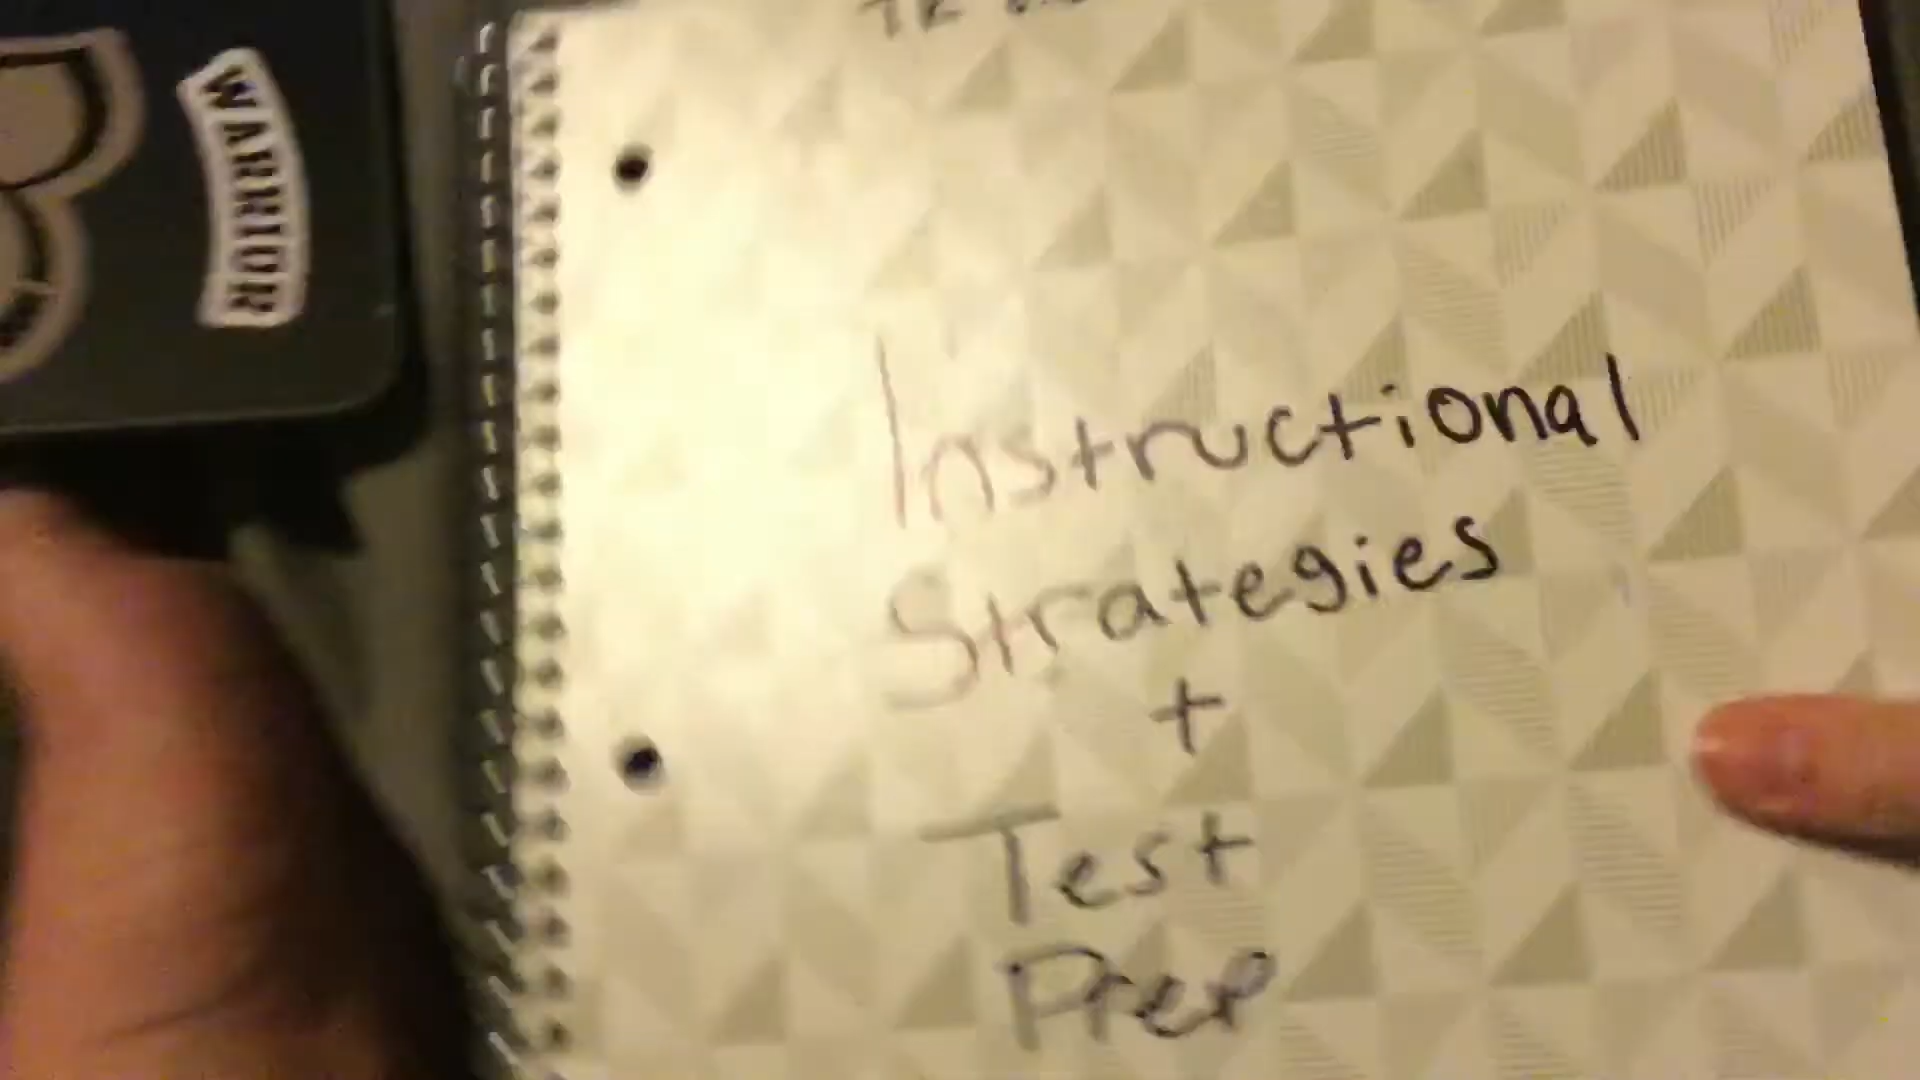 WARRIOR
Instructional
Strategies
+
Test
Prep